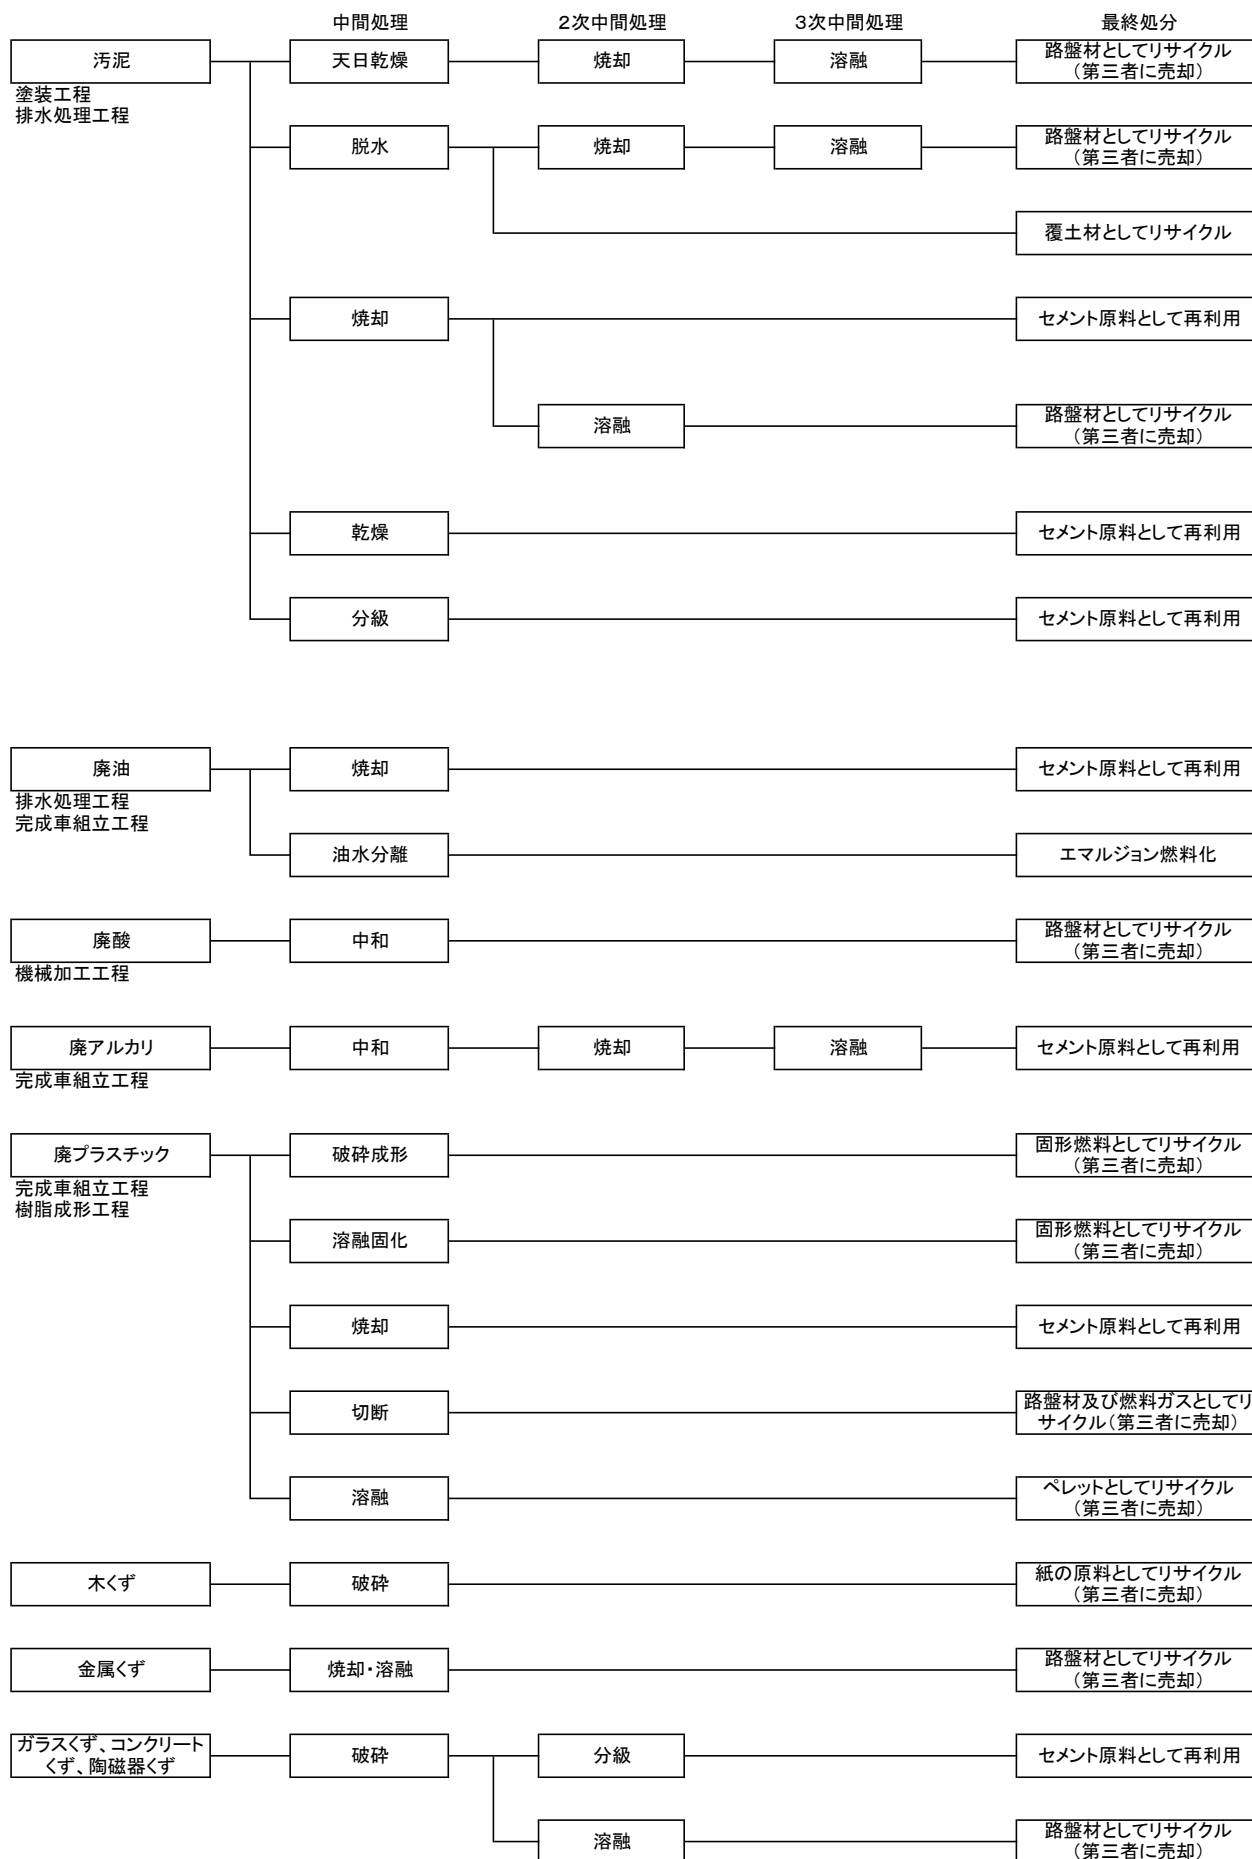 中間処理 2次中間処理 3次中間処理 最終処分
汚泥 天日乾燥 焼却 溶融 路盤材としてリサイクル
（第三者に売却）
塗装工程
排水処理工程
脱水 焼却 溶融 路盤材としてリサイクル
（第三者に売却）
覆土材としてリサイクル
焼却 セメント原料として再利用
溶融 路盤材としてリサイクル
（第三者に売却）
乾燥 セメント原料として再利用
分級 セメント原料として再利用
廃油 焼却 セメント原料として再利用
排水処理工程
完成車組立工程
油水分離 エマルジョン燃料化
廃酸 中和 路盤材としてリサイクル
（第三者に売却）
機械加工工程
廃アルカリ 中和 焼却 溶融 セメント原料として再利用
完成車組立工程
廃プラスチック 破砕成形 固形燃料としてリサイクル
（第三者に売却）
完成車組立工程
樹脂成形工程
溶融固化 固形燃料としてリサイクル
（第三者に売却）
焼却 セメント原料として再利用
切断 路盤材及び燃料ガスとしてリ
サイクル（第三者に売却）
溶融 ペレットとしてリサイクル
（第三者に売却）
木くず 破砕 紙の原料としてリサイクル
（第三者に売却）
金属くず 焼却・溶融 路盤材としてリサイクル
（第三者に売却）
ガラスくず、コンクリート
くず、陶磁器くず 破砕 分級 セメント原料として再利用
溶融 路盤材としてリサイクル
（第三者に売却）